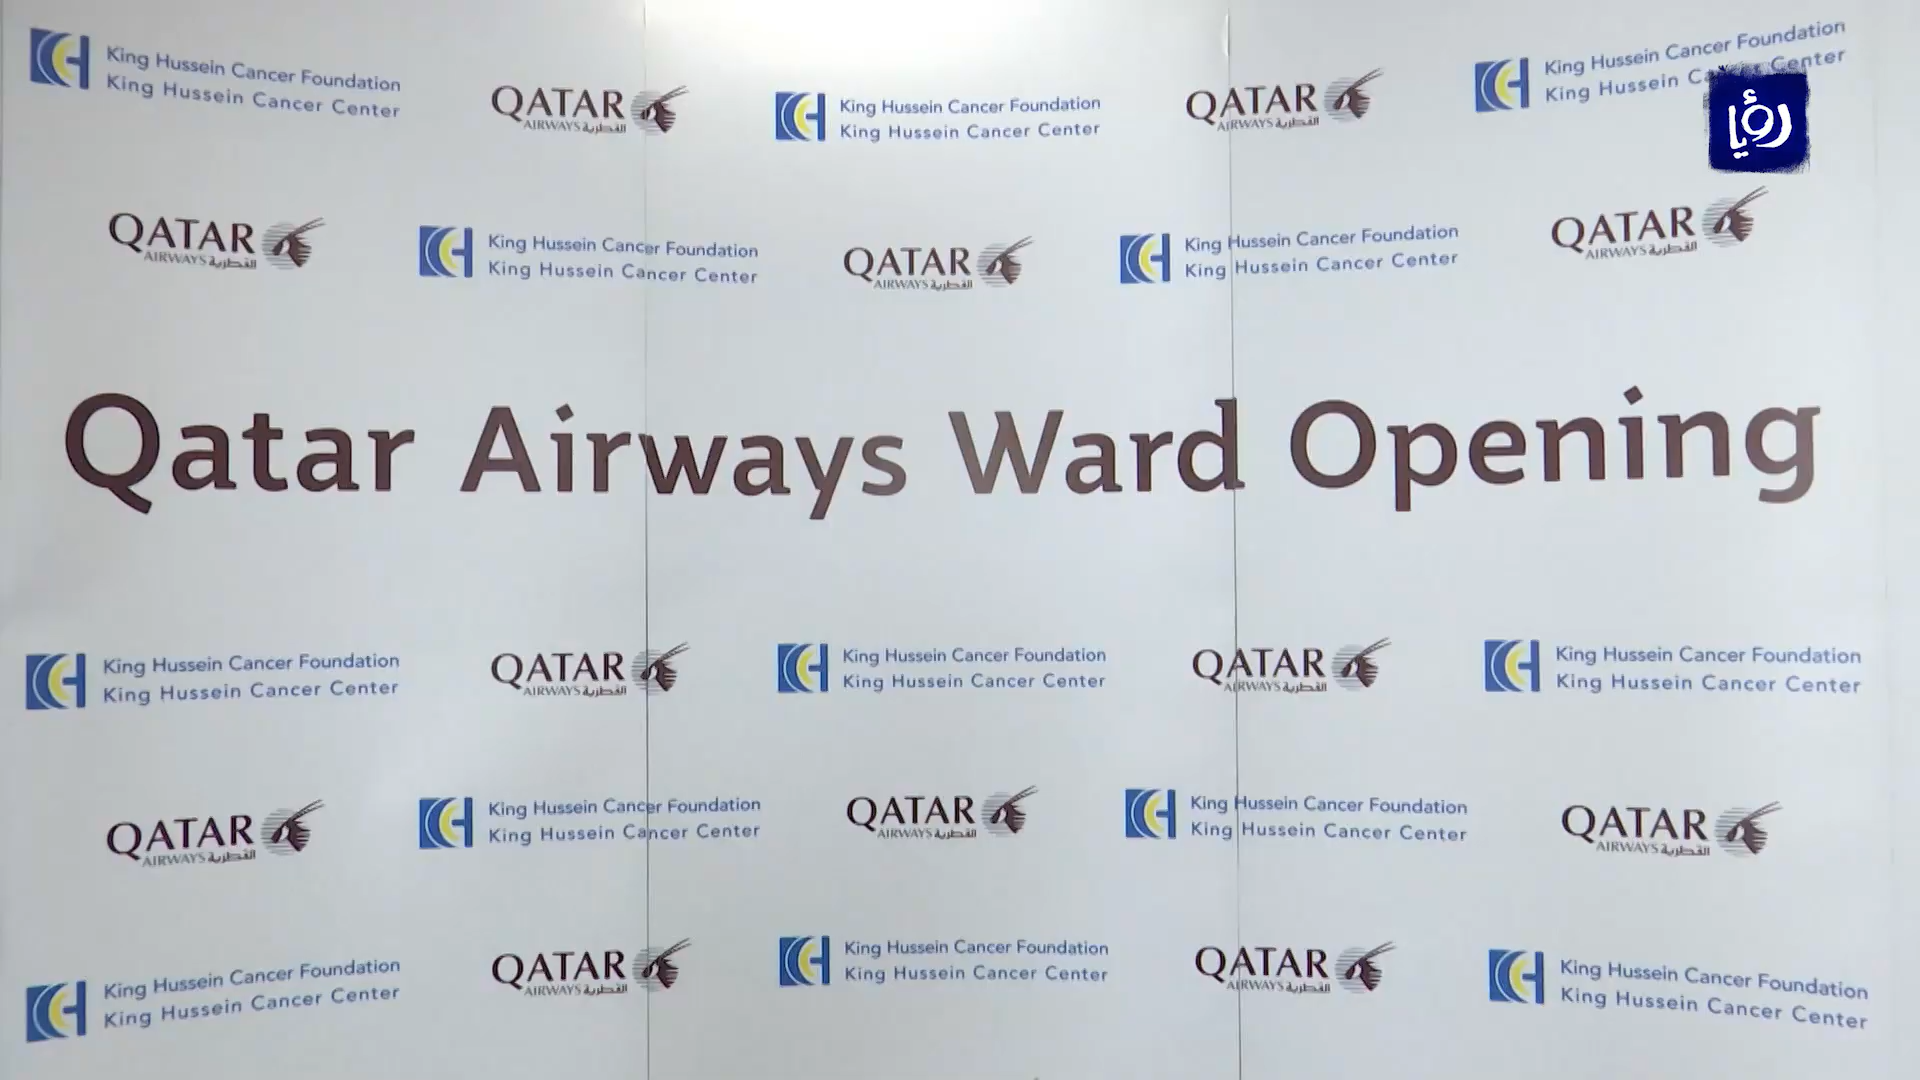 King Hussein Cancer Foundation
King Hussein Cancer Center
QATAR
AIRWAYS القطرية
King Hussein Cancer Foundation
King Hussein Cancer Center
QATAR
AIRWAYS القطرية
King Hussein Cancer Foundation
King Hussein Cancer Center
رؤيا
QATAR
AIRWAYS القطرية
King Hussein Cancer Foundation
King Hussein Cancer Center
QATAR
AIRWAYS القطرية
King Hussein Cancer Foundation
King Hussein Cancer Center
QATAR
AIRWAYS القطرية
Qatar Airways Ward Opening
King Hussein Cancer Foundation
King Hussein Cancer Center
QATAR
AIRWAYS القطرية
King Hussein Cancer Foundation
King Hussein Cancer Center
QATAR
AIRWAYS القطرية
King Hussein Cancer Foundation
King Hussein Cancer Center
QATAR
AIRWAYS القطرية
King Hussein Cancer Foundation
King Hussein Cancer Center
QATAR
AIRWAYS القطرية
King Hussein Cancer Foundation
King Hussein Cancer Center
QATAR
AIRWAYS القطرية
King Hussein Cancer Foundation
King Hussein Cancer Center
QATAR
AIRWAYS القطرية
King Hussein Cancer Foundation
King Hussein Cancer Center
QATAR
AIRWAYS القطرية
King Hussein Cancer Foundation
King Hussein Cancer Center